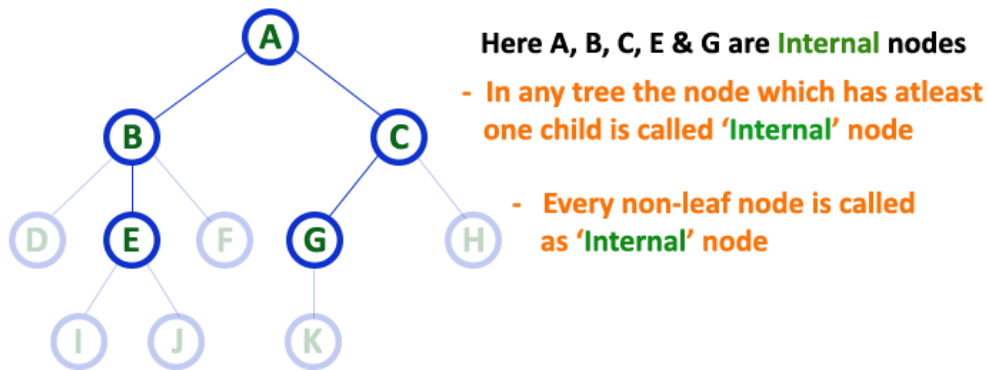 A
Here A, B, C, E & G are Internal nodes
- In any tree the node which has atleast
one child is called ‘Internal’ node
B
C
- Every non-leaf node is called
as ‘Internal’ node
D
E
F
G
H
I
J
K